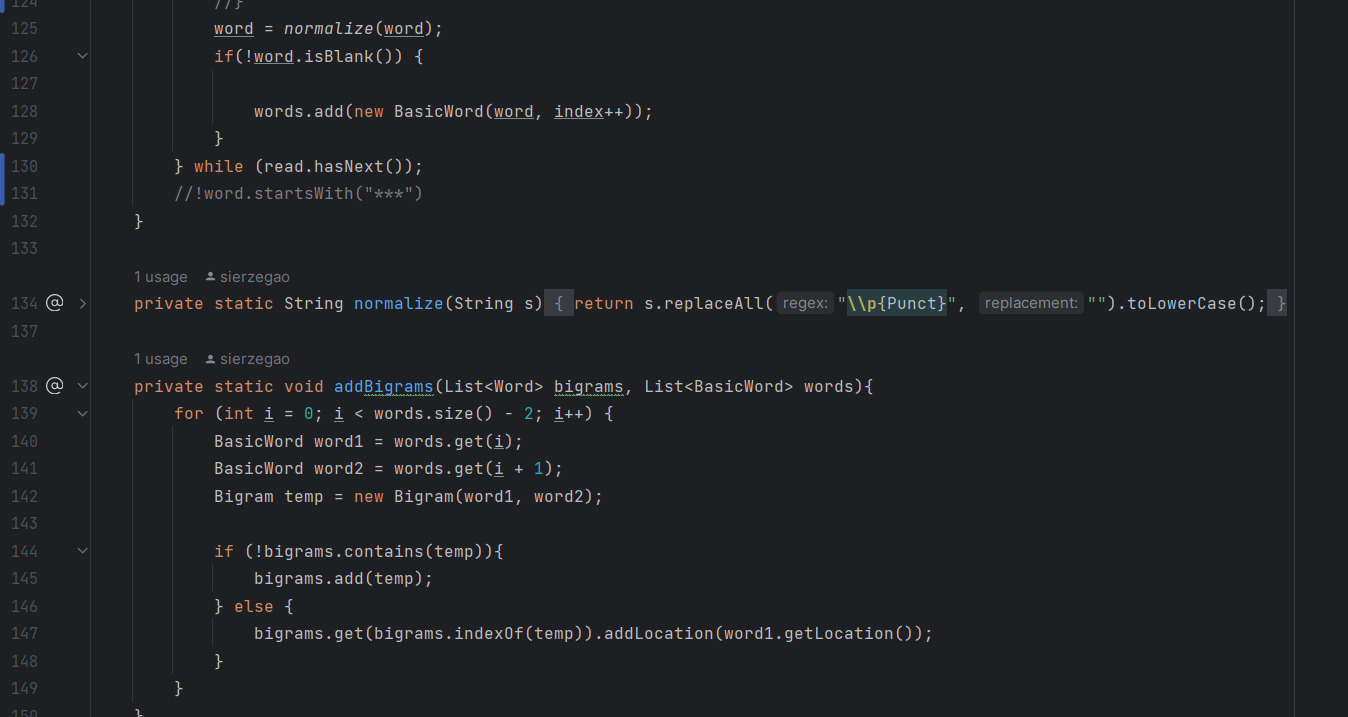 124 //}
125 word = normalize(word);
126 if(!word.isBlank()) {
127
128 words.add(new BasicWord(word, index++));
129 }
130 } while (read.hasNext());
131 //!word.startsWith("***")
132 }
133
1 usage sierzegao
134 @ private static String normalize(String s) { return s.replaceAll( regex: "\\p{Punct}", replacement: "").toLowerCase(); }
137
1 usage sierzegao
138 @ private static void addBigrams(List<Word> bigrams, List<BasicWord> words){
139 for (int i = 0; i < words.size() - 2; i++) {
140 BasicWord word1 = words.get(i);
141 BasicWord word2 = words.get(i + 1);
142 Bigram temp = new Bigram(word1, word2);
143
144 if (!bigrams.contains(temp)){
145 bigrams.add(temp);
146 } else {
147 bigrams.get(bigrams.indexOf(temp)).addLocation(word1.getLocation());
148 }
149 }
150 }